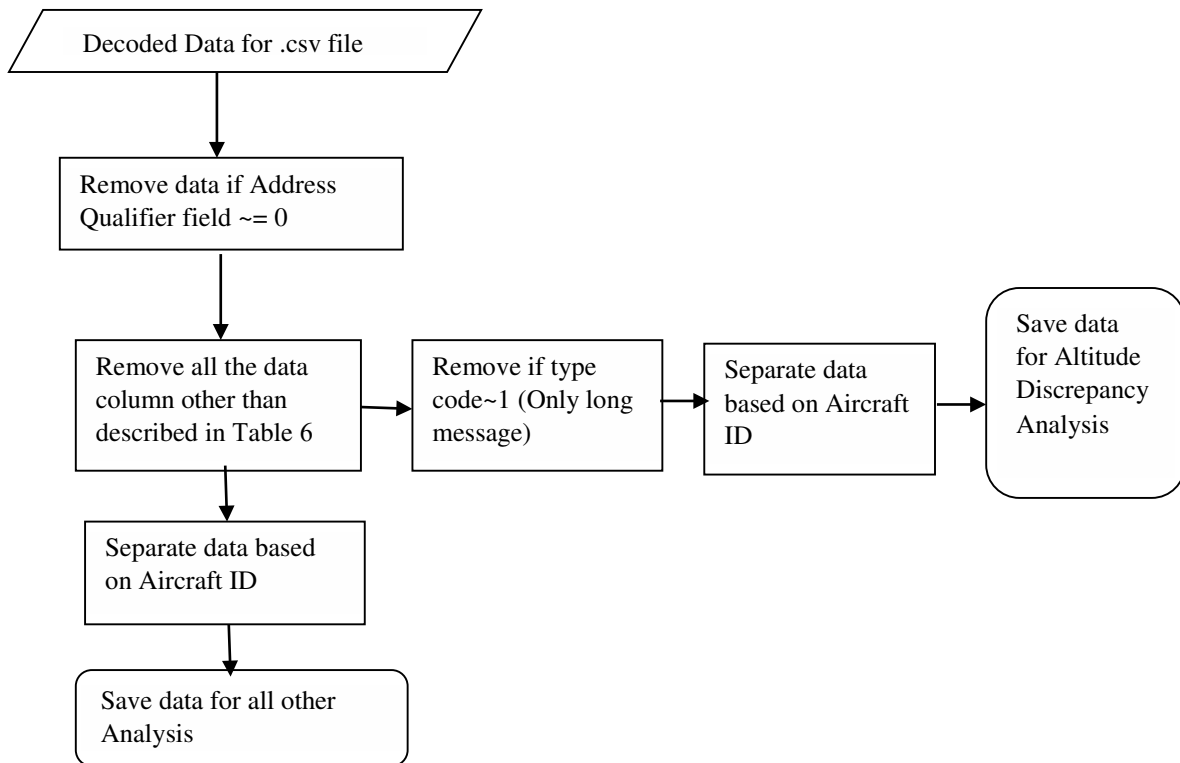 Decoded Data for .csv file
Remove data if Address
Qualifier field ~= 0
Remove all the data
column other than
described in Table 6
Remove if type
code~1 (Only long
message)
Separate data
based on Aircraft
ID
Save data
for Altitude
Discrepancy
Analysis
Separate data based
on Aircraft ID
Save data for all other
Analysis